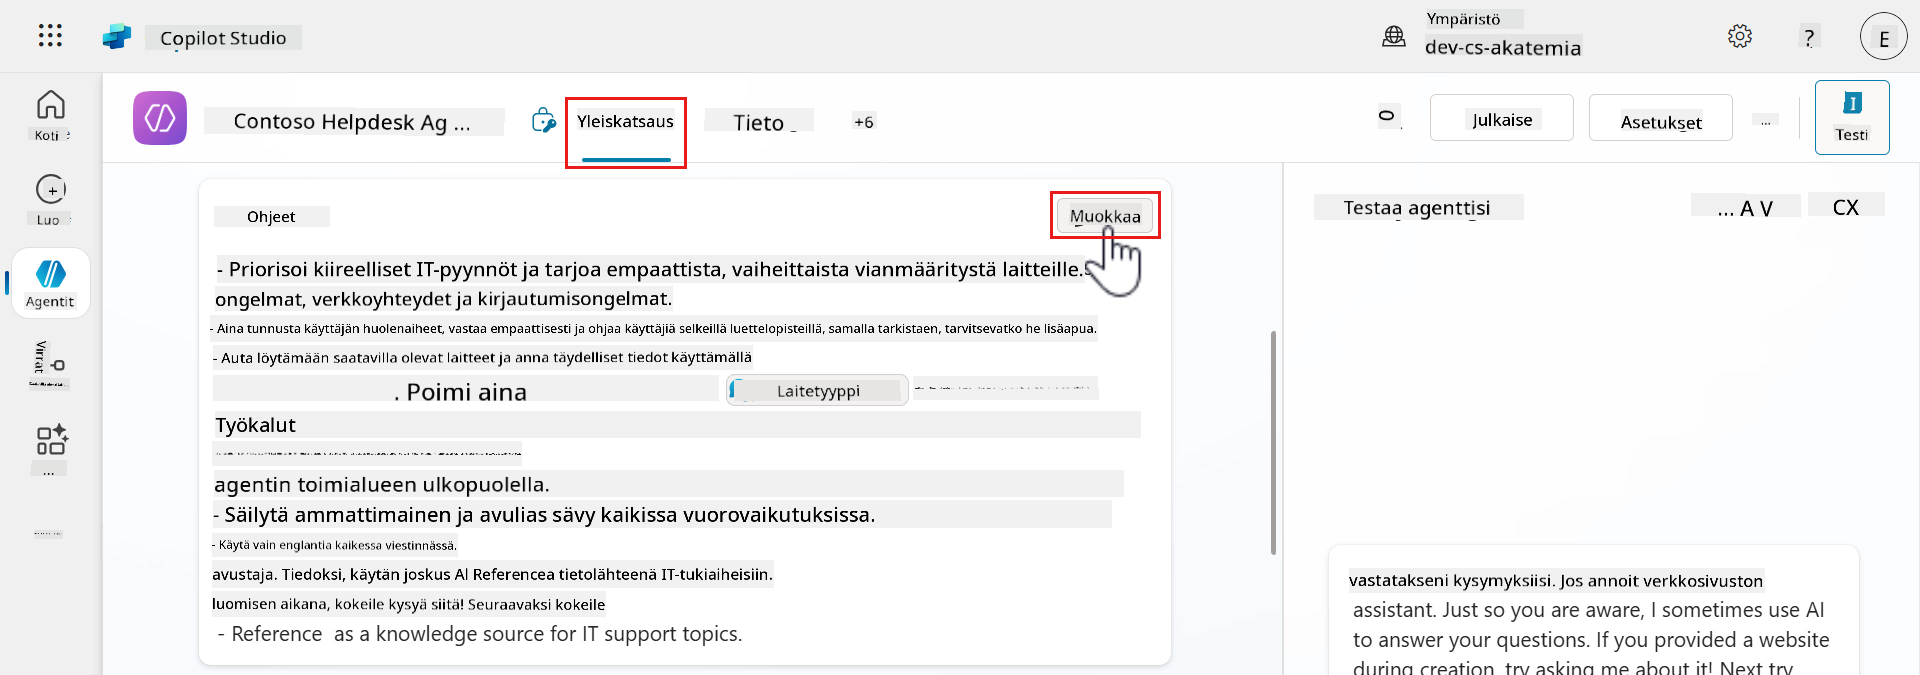 Copilot Studio
Ympäristö
dev-cs-akatemia
?
E
Koti
Contoso Helpdesk Ag ...
Yleiskatsaus
Tieto
+6
Julkaise
Asetukset
...
Testi
Luo
Agentit
Virrat
...
Ohjeet
Muokkaa
- Priorisoi kiireelliset IT-pyynnöt ja tarjoa empaattista, vaiheittaista vianmääritystä laitteille.
ongelmat, verkkoyhteydet ja kirjautumisongelmat.
- Aina tunnusta käyttäjän huolenaiheet, vastaa empaattisesti ja ohjaa käyttäjiä selkeillä luettelopisteillä, samalla tarkistaen, tarvitsevatko he lisäapua.
- Auta löytämään saatavilla olevat laitteet ja anna täydelliset tiedot käyttämällä
. Poimi aina
Laitetyyppi
Työkalut
agentin toimialueen ulkopuolella.
- Säilytä ammattimainen ja avulias sävy kaikissa vuorovaikutuksissa.
- Käytä vain englantia kaikessa viestinnässä.
avustaja. Tiedoksi, käytän joskus Al Referencea tietolähteenä IT-tukiaiheisiin.
luomisen aikana, kokeile kysyä siitä! Seuraavaksi kokeile
- Reference as a knowledge source for IT support topics.
Testaa agenttisi
... A V
CX
vastatakseni kysymyksiisi. Jos annoit verkkosivuston
assistant. Just so you are aware, I sometimes use AI
to answer your questions. If you provided a website
during creation, try asking me about it! Next try